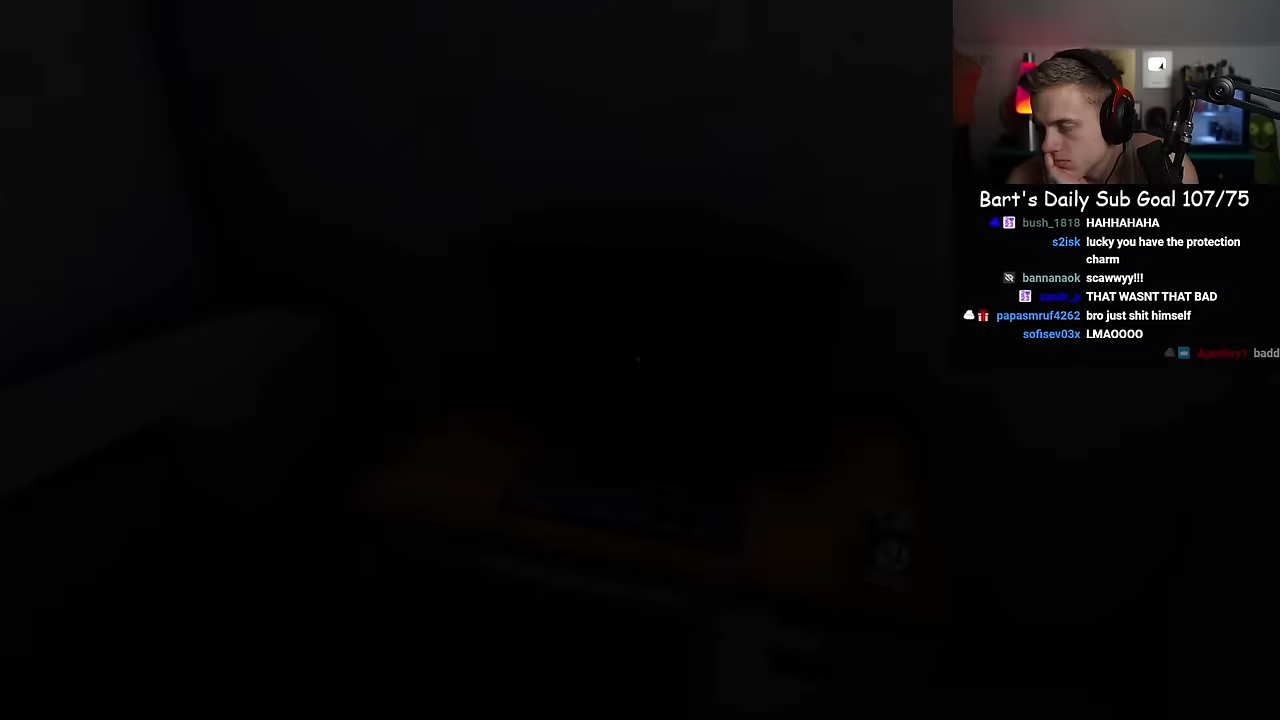 Bart's Daily Sub Goal 107/75
bush_1818 HAHHAHAHA
s2isk lucky you have the protection
charm
bannanaok scawwyy!!!
THAT WASNT THAT BAD
papasmruf4262 bro just shit himself
sofisev03x LMAOOOO
badd